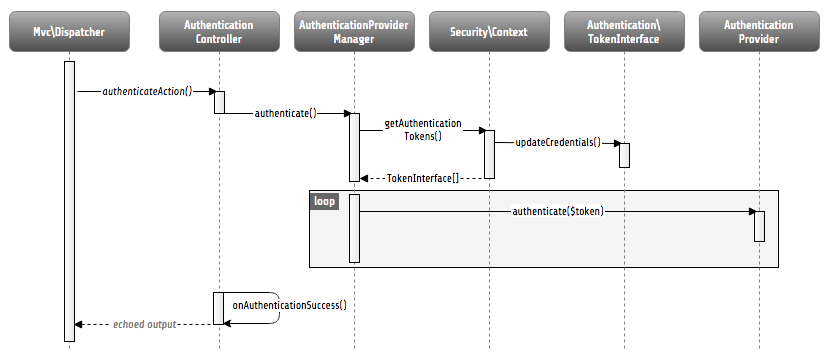 Mvc\Dispatcher
Authentication
Controller
AuthenticationProvider
Manager
Security\Context
Authentication\
TokenInterface
Authentication
Provider
authenticateAction()
authenticate()
getAuthentication
Tokens()
updateCredentials()
TokenInterface[]
loop
authenticate($token)
onAuthenticationSuccess()
echoed output